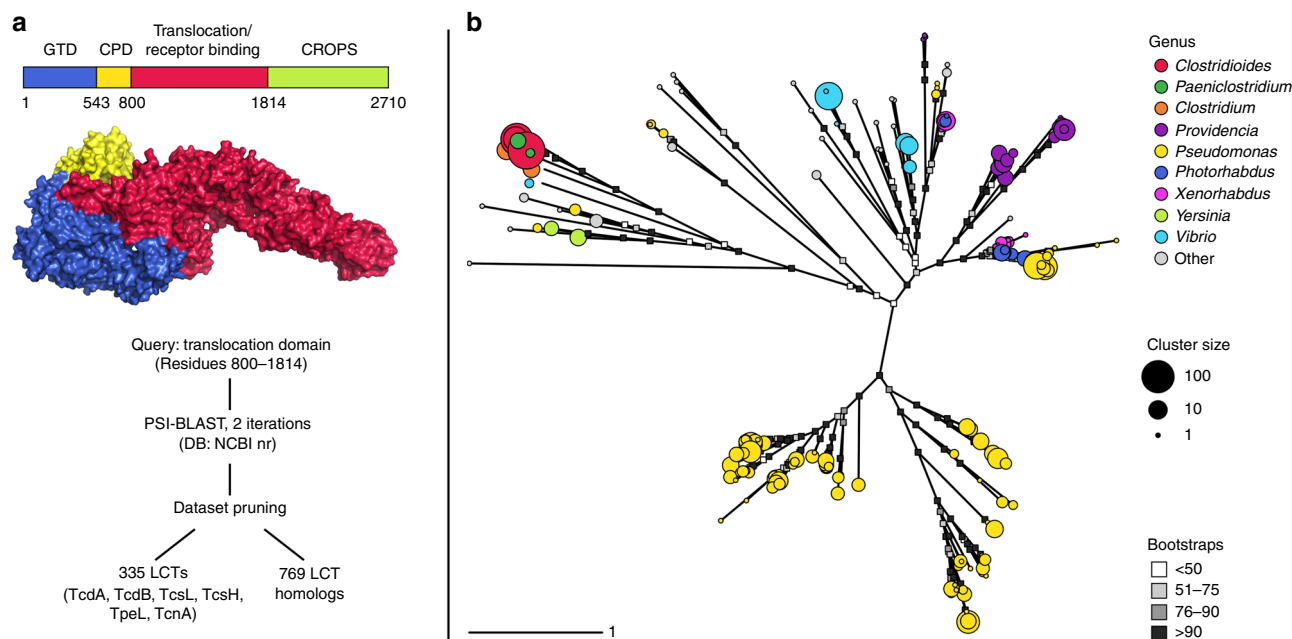 a
GTD
CPD
Translocation/
receptor binding
CROPS
1
543
800
1814
2710
Query: translocation domain
(Residues 800–1814)
PSI-BLAST, 2 iterations
(DB: NCBI nr)
Dataset pruning
335 LCTs
(TcdA, TcdB, TcsL, TcsH,
TpeL, TcnA)
769 LCT
homologs
b
1
Genus
Clostridioides
Paeniclostridium
Clostridium
Providencia
Pseudomonas
Photorhabdus
Xenorhabdus
Yersinia
Vibrio
Other
Cluster size
100
10
1
Bootstraps
<50
51–75
76–90
>90